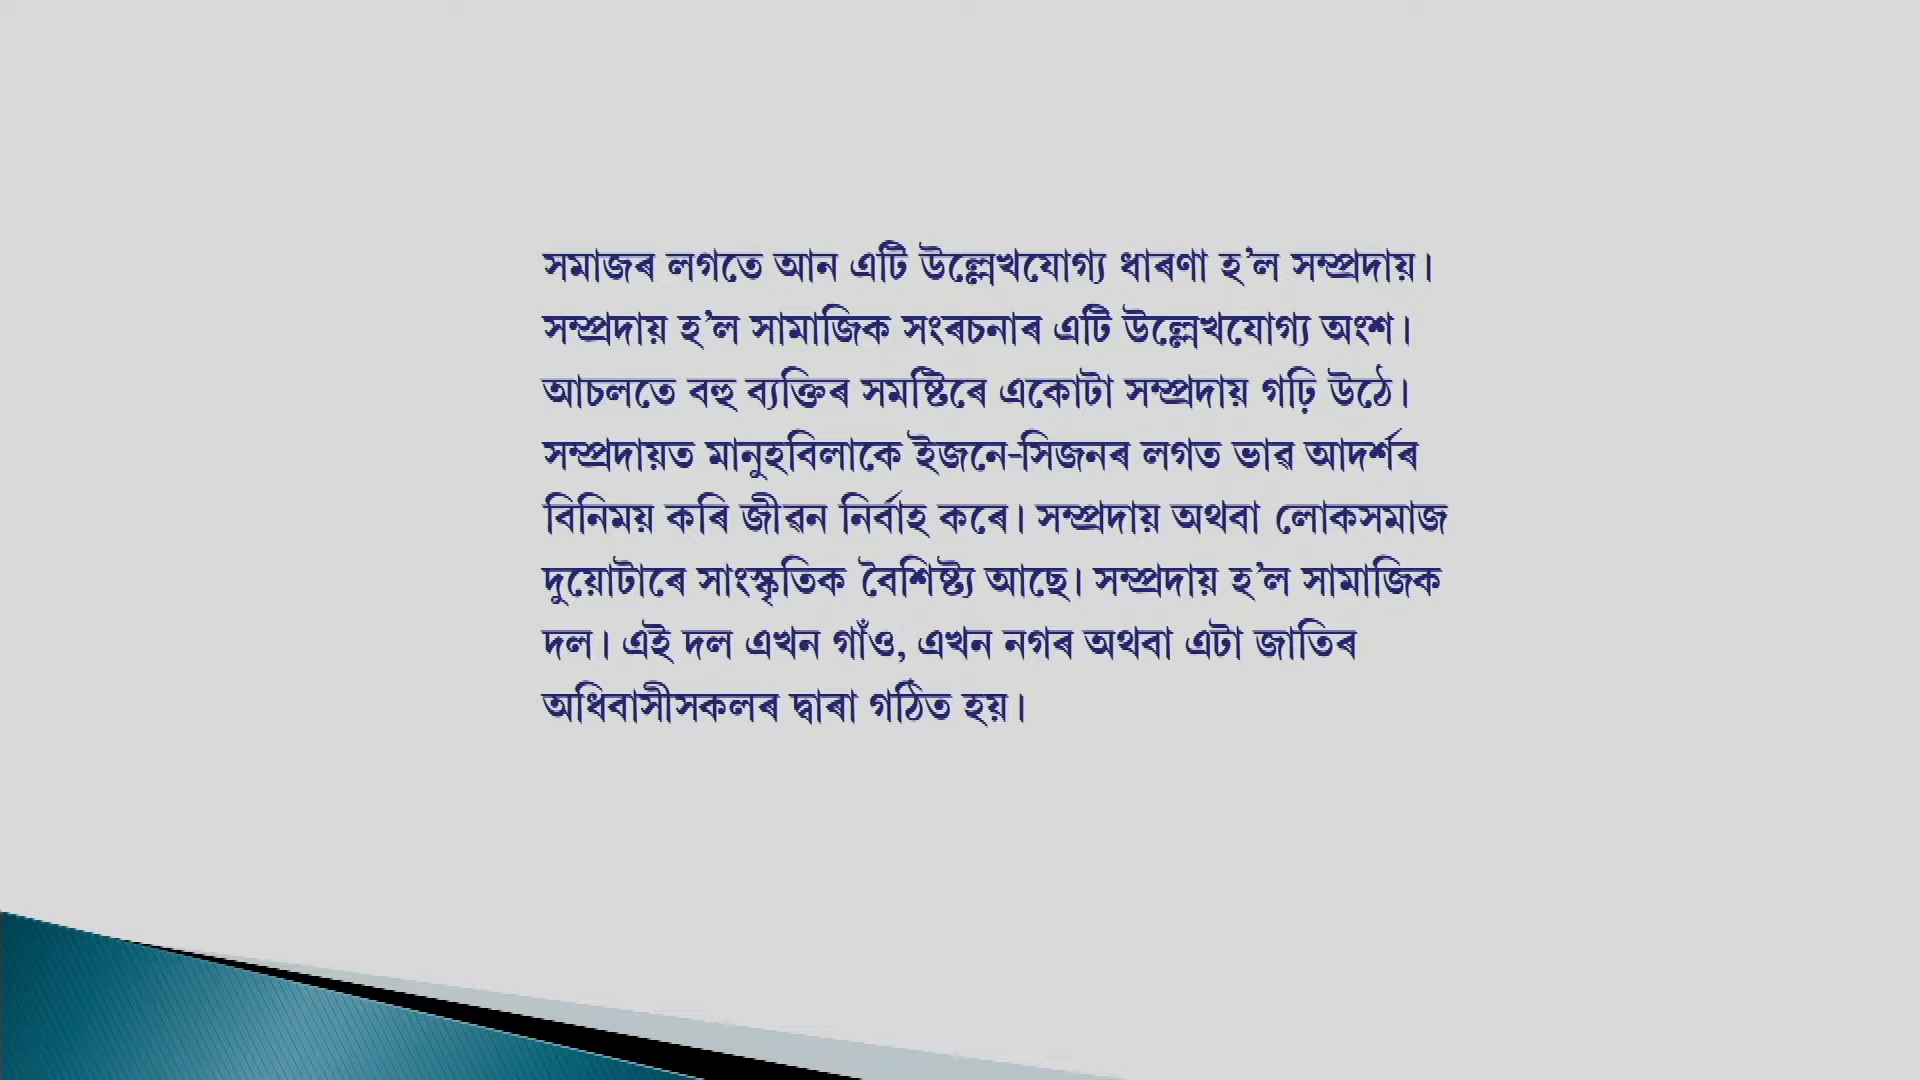 সমাজৰ লগতে আন এটি উল্লেখযোগ্য ধাৰণা হ’ল সম্প্ৰদায়।
সম্প্ৰদায় হ’ল সামাজিক সংৰচনাৰ এটি উল্লেখযোগ্য অংশ।
আচলতে বহু ব্যক্তিৰ সমষ্টিৰে একোটা সম্প্ৰদায় গঢ়ি উঠে।
সম্প্ৰদায়ত মানুহবিলাকে ইজনে-সিজনৰ লগত ভাৱ আদৰ্শৰ
বিনিময় কৰি জীৱন নিৰ্বাহ কৰে। সম্প্ৰদায় অথবা লোকসমাজ
দুয়োটাৰে সাংস্কৃতিক বৈশিষ্ট্য আছে। সম্প্ৰদায় হ’ল সামাজিক
দল। এই দল এখন গাঁও, এখন নগৰ অথবা এটা জাতিৰ
অধিবাসীসকলৰ দ্বাৰা গঠিত হয়।